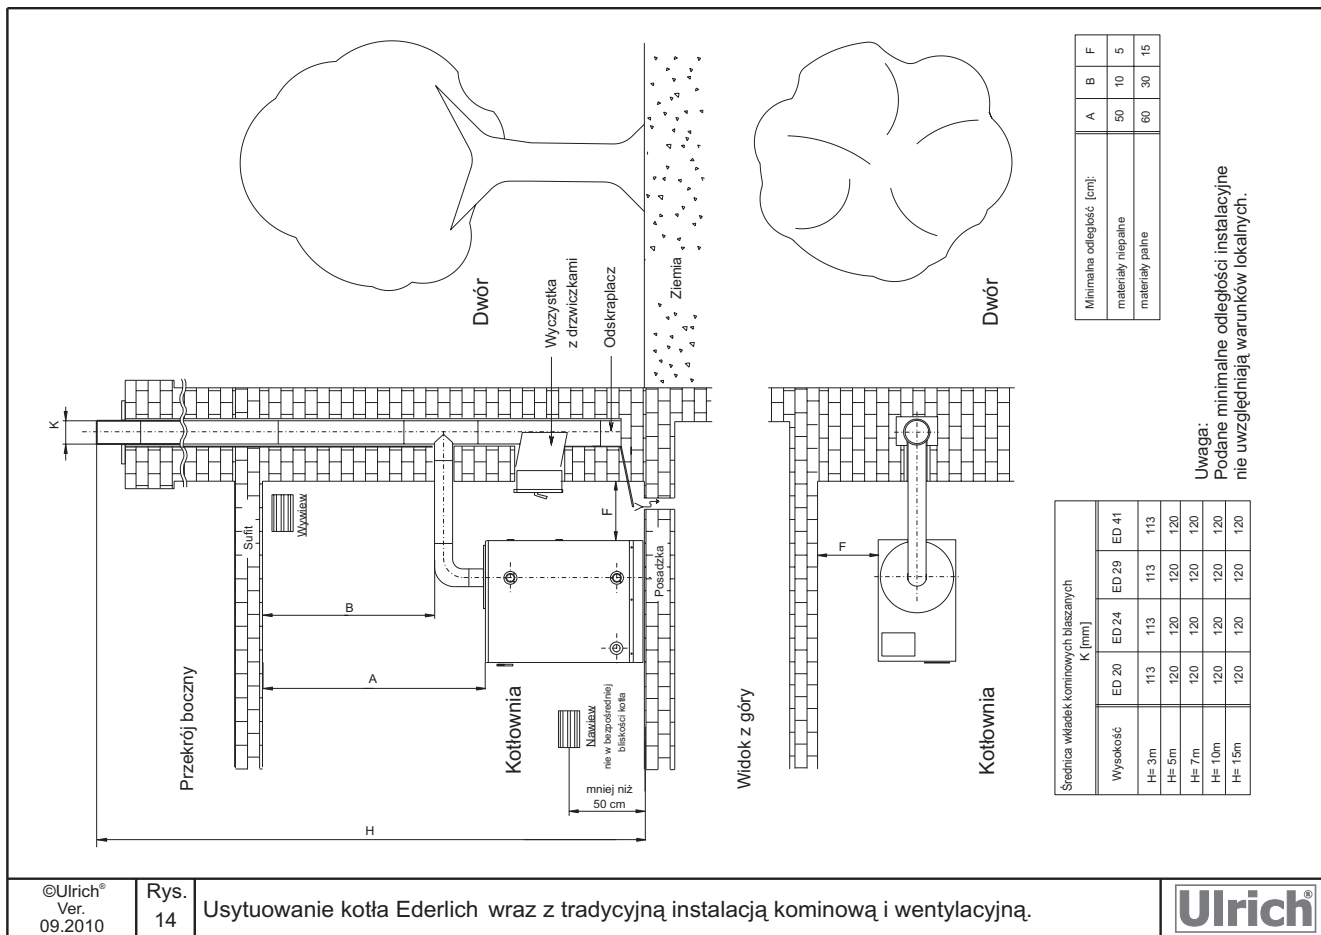 Przekrój boczny
K
Sufit
Wywiew
B
A
F
H
Kotłownia
Nawiew
nie w bezpośredniej
bliskości kotła
mniej niż
50 cm
Posadzka
Dwór
Wyczystka
z drzwiczkami
Odskraplacz
Ziemia
Widok z góry
F
Kotłownia
Dwór
Minimalna odległość [cm]: A B F
materiały niepalne 50 10 5
materiały palne 60 30 15
Uwaga:
Podane minimalne odległości instalacyjne
nie uwzględniają warunków lokalnych.
Średnica wkładek kominowych blaszanych
K [mm]
Wysokość ED 20 ED 24 ED 29 ED 41
H= 3m 113 113 113 113
H= 5m 120 120 120 120
H= 7m 120 120 120 120
H= 10m 120 120 120 120
H= 15m 120 120 120 120
©Ulrich®
Ver.
09.2010
Rys.
14
Usytuowanie kotła Ederlich wraz z tradycyjną instalacją kominową i wentylacyjną.
Ulrich®